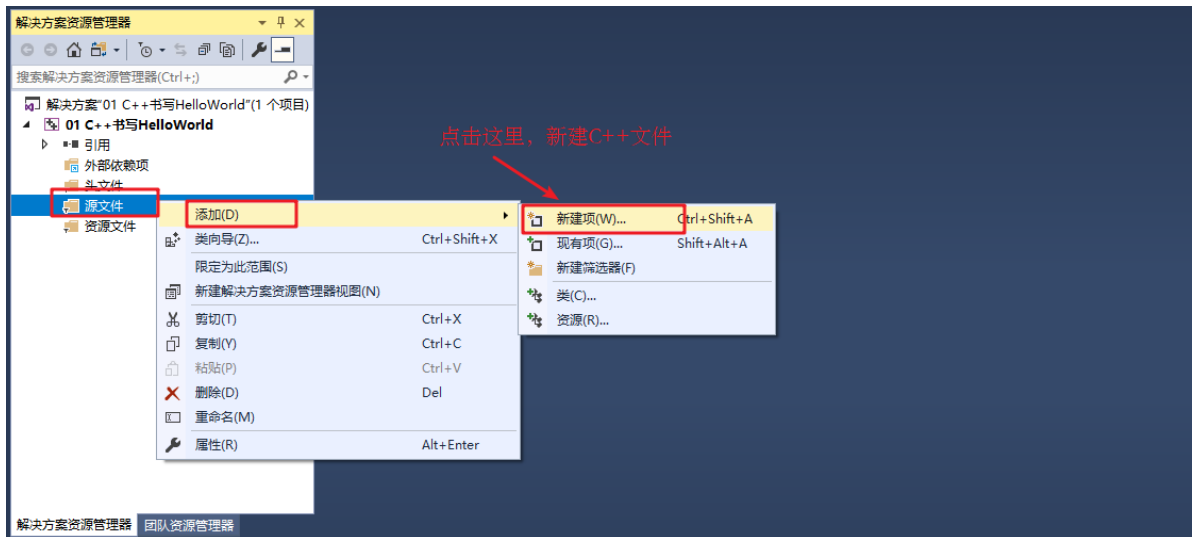 解决方案资源管理器
搜索解决方案资源管理器(Ctrl+;)
解决方案"01 C++书写HelloWorld"(1 个项目)
01 C++书写HelloWorld
引用
外部依赖项
头文件
源文件
资源文件
点击这里，新建C++文件
添加(D)
类向导(Z)... Ctrl+Shift+X
限定为此范围(S)
新建解决方案资源管理器视图(N)
剪切(T) Ctrl+X
复制(Y) Ctrl+C
粘贴(P) Ctrl+V
删除(D) Del
重命名(M)
属性(R) Alt+Enter
新建项(W)... Ctrl+Shift+A
现有项(G)... Shift+Alt+A
新建筛选器(F)
类(C)...
资源(R)...
解决方案资源管理器 团队资源管理器